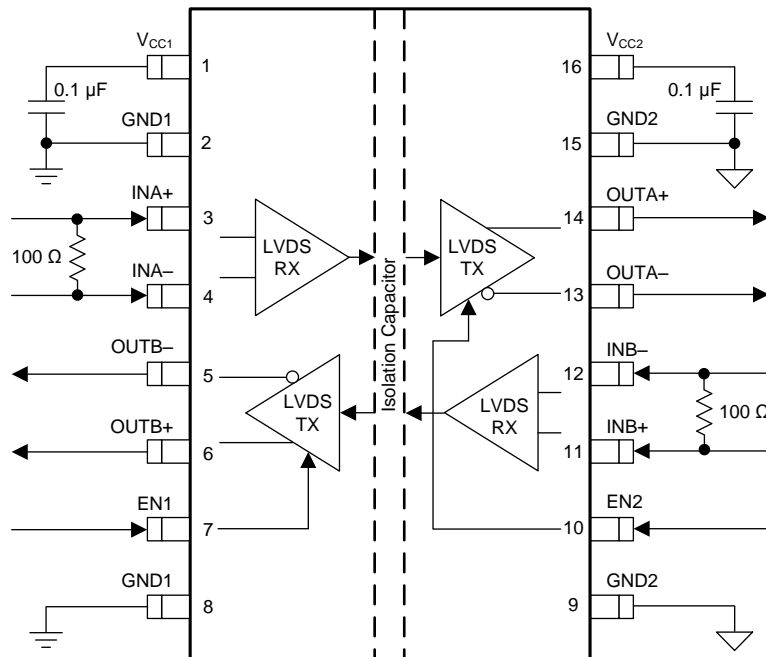 VCC1
1
0.1 µF
GND1
2
INA+
3
100 Ω
INA–
4
OUTB–
5
OUTB+
6
EN1
7
GND1
8
LVDS
RX
LVDS
TX
Isolation Capacitor
LVDS
TX
LVDS
RX
VCC2
16
0.1 µF
GND2
15
OUTA+
14
OUTA–
13
INB–
12
100 Ω
INB+
11
EN2
10
GND2
9